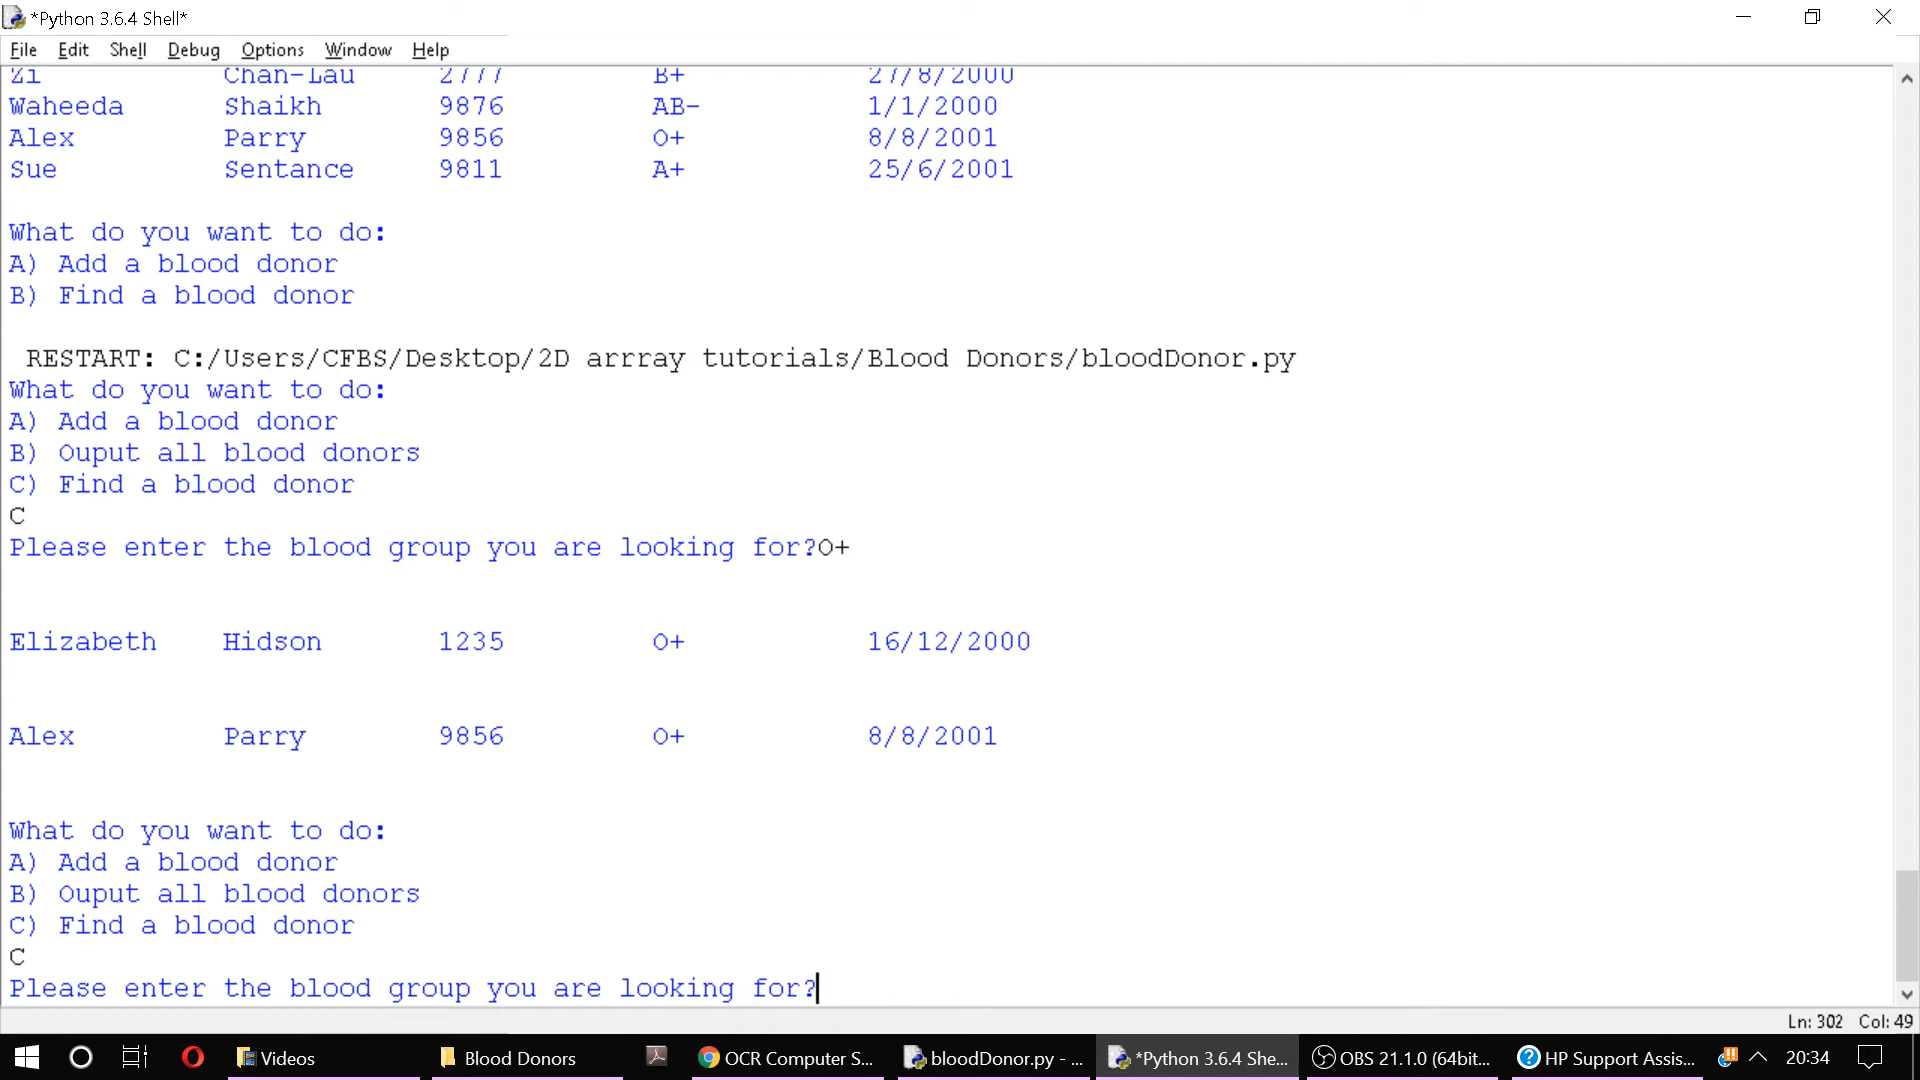 *Python 3.6.4 Shell*
File Edit Shell Debug Options Window Help
Zi Chan-Lau 2777 B+ 27/8/2000
Waheeda Shaikh 9876 AB- 1/1/2000
Alex Parry 9856 O+ 8/8/2001
Sue Sentance 9811 A+ 25/6/2001
What do you want to do:
A) Add a blood donor
B) Find a blood donor
RESTART: C:/Users/CFBS/Desktop/2D arrray tutorials/Blood Donors/bloodDonor.py
What do you want to do:
A) Add a blood donor
B) Ouput all blood donors
C) Find a blood donor
C
Please enter the blood group you are looking for?O+
Elizabeth Hidson 1235 O+ 16/12/2000
Alex Parry 9856 O+ 8/8/2001
What do you want to do:
A) Add a blood donor
B) Ouput all blood donors
C) Find a blood donor
C
Please enter the blood group you are looking for?
Ln: 302 Col: 49
Videos Blood Donors OCR Computer S... bloodDonor.py - ... *Python 3.6.4 She... OBS 21.1.0 (64bit... HP Support Assis... 20:34